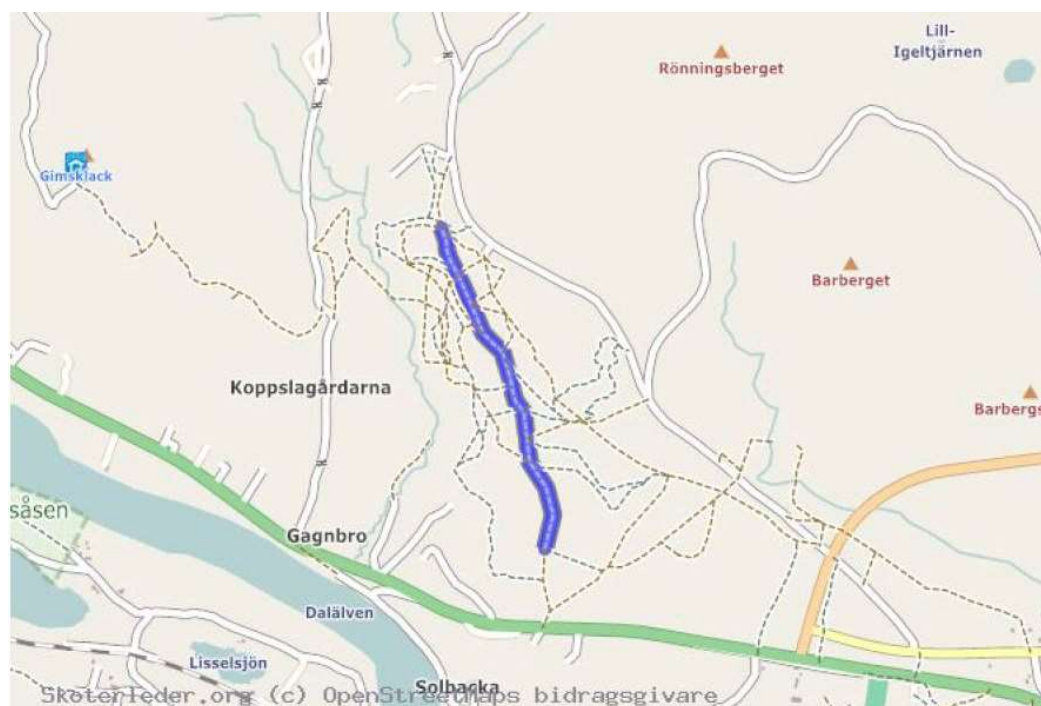 Lill-
Igeltjärnen
Rönningsberget
Gimsklack
Barberget
Koppslagårdarna
Barbergs
såsen
Gagnbro
Dalälven
Lisselsjön
Solbacka
Skoterleder.org (c) OpenStreetMaps bidragsgivare